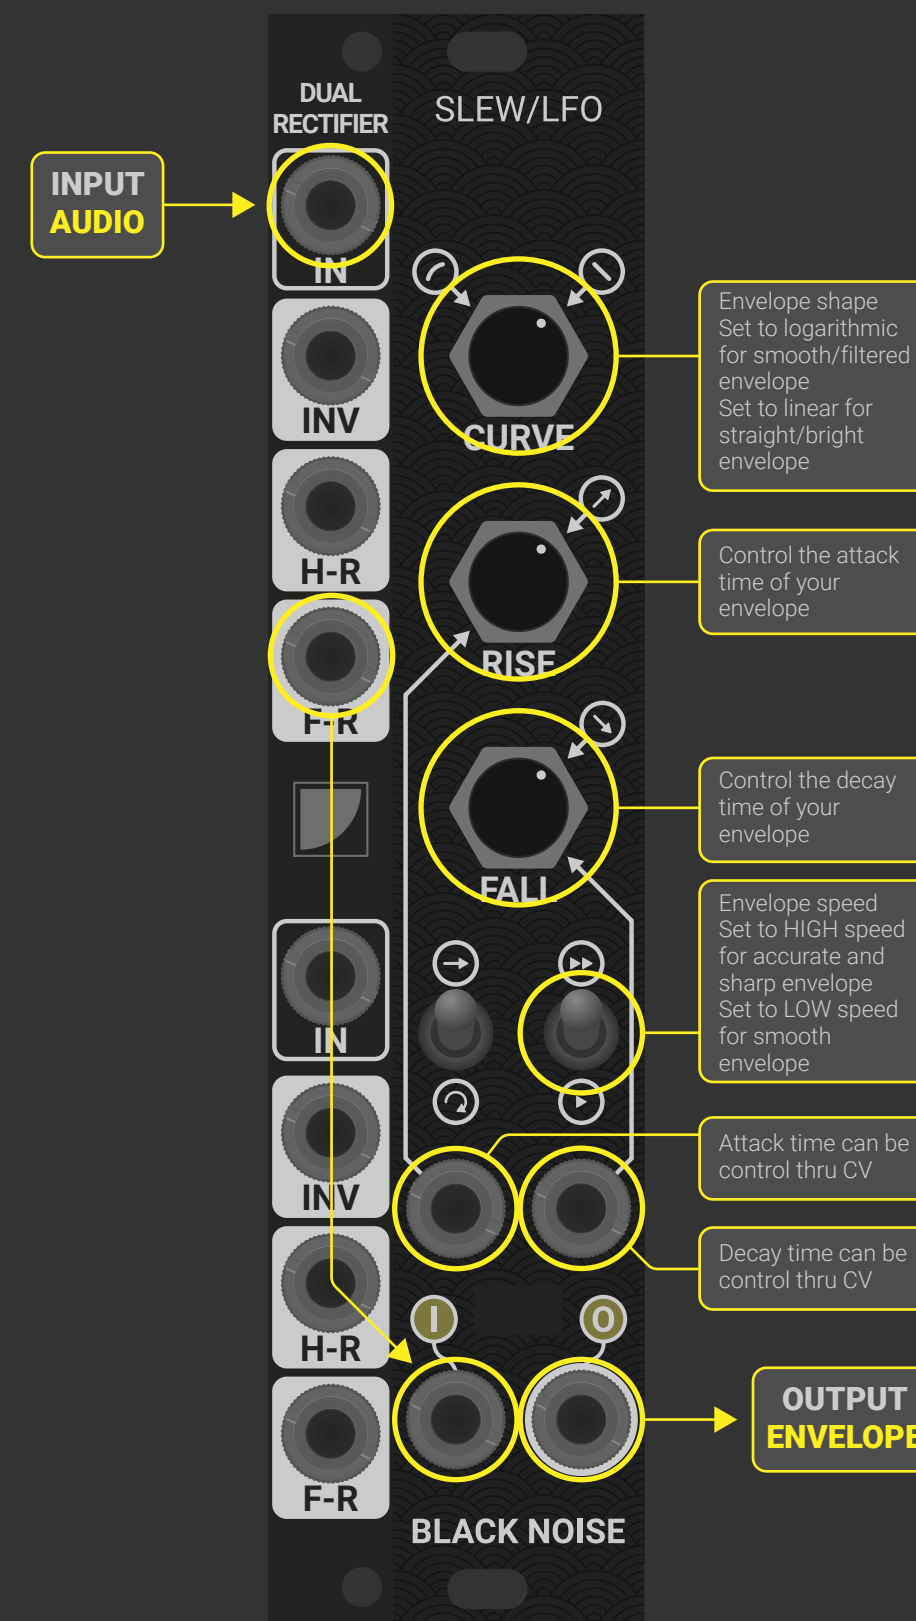 DUAL
RECTIFIER
SLEW/LFO
INPUT
AUDIO
IN
INV
H-R
F-R
IN
INV
H-R
F-R
CURVE
RISE
FALL
I
O
BLACK NOISE
Envelope shape
Set to logarithmic
for smooth/filtered
envelope
Set to linear for
straight/bright
envelope
Control the attack
time of your
envelope
Control the decay
time of your
envelope
Envelope speed
Set to HIGH speed
for accurate and
sharp envelope
Set to LOW speed
for smooth
envelope
Attack time can be
control thru CV
Decay time can be
control thru CV
OUTPUT
ENVELOPE